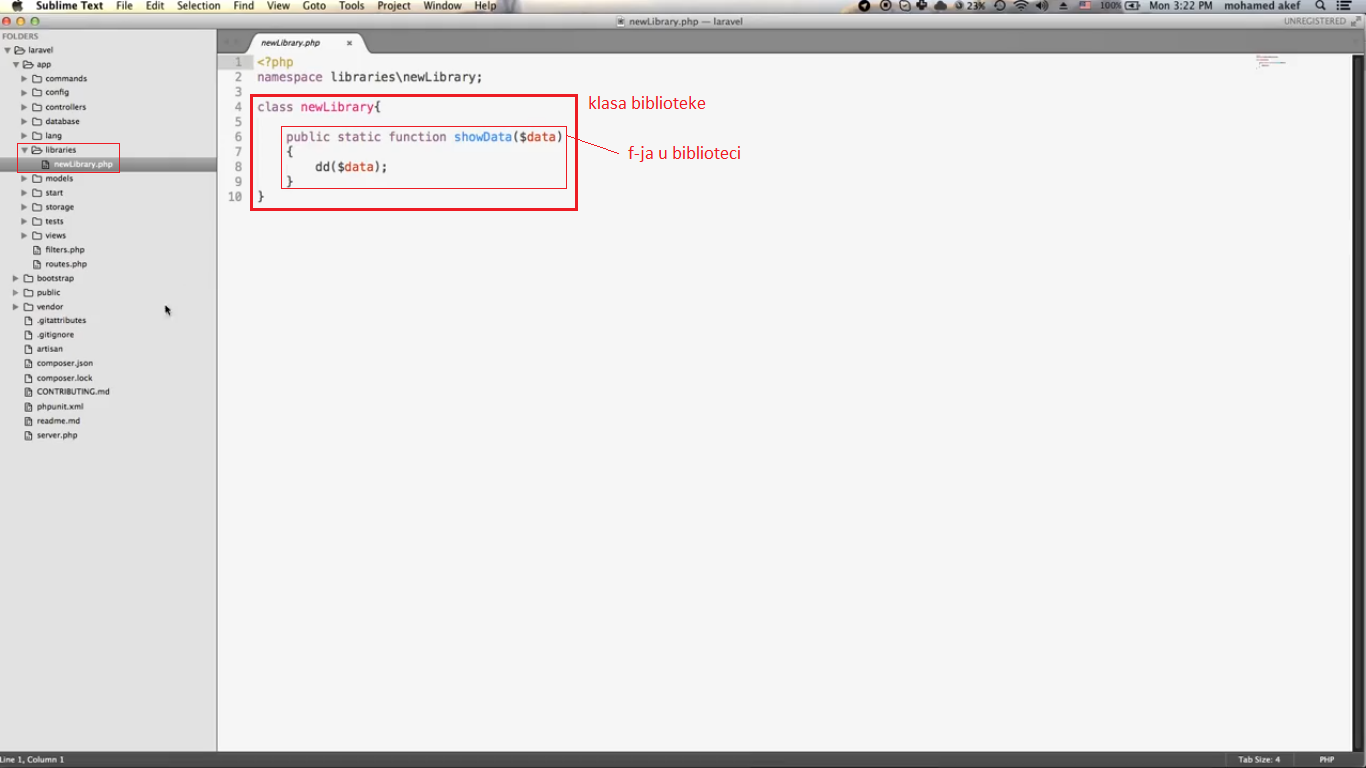 Sublime Text File Edit Selection Find View Goto Tools Project Window Help 23% 100% Mon 3:22 PM mohamed akef
newLibrary.php — laravel UNREGISTERED
FOLDERS
laravel
app
commands
config
controllers
database
lang
libraries
newLibrary.php
models
start
storage
tests
views
filters.php
routes.php
bootstrap
public
vendor
.gitattributes
.gitignore
artisan
composer.json
composer.lock
CONTRIBUTING.md
phpunit.xml
readme.md
server.php
newLibrary.php ×
1 <?php
2 namespace libraries\newLibrary;
3
4 class newLibrary{
5
6 public static function showData($data)
7 {
8 dd($data);
9 }
10 }
klasa biblioteke
f-ja u biblioteci
Line 1, Column 1 Tab Size: 4 PHP